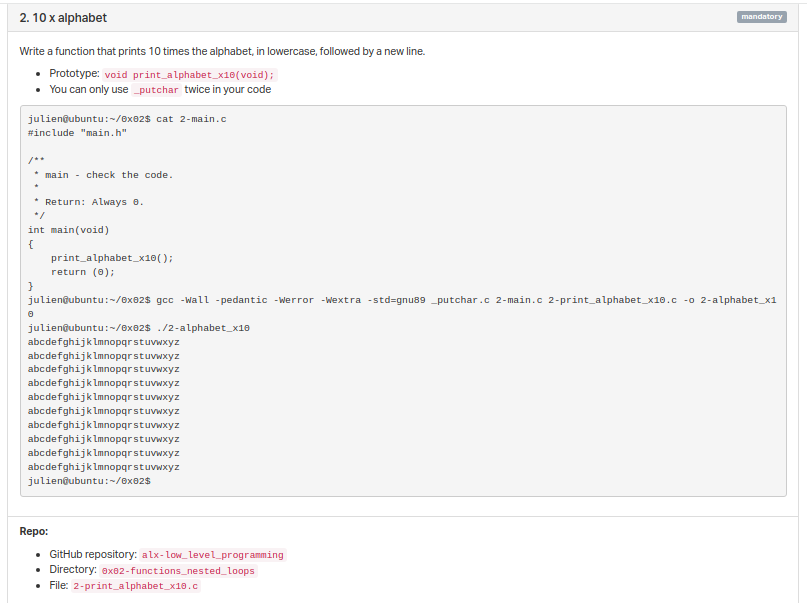 2. 10 x alphabet
mandatory
Write a function that prints 10 times the alphabet, in lowercase, followed by a new line.
• Prototype: void print_alphabet_x10(void);
• You can only use _putchar twice in your code
julien@ubuntu:~/0x02$ cat 2-main.c
#include "main.h"

/**
 * main - check the code.
 *
 * Return: Always 0.
 */
int main(void)
{
    print_alphabet_x10();
    return (0);
}
julien@ubuntu:~/0x02$ gcc -Wall -pedantic -Werror -Wextra -std=gnu89 _putchar.c 2-main.c 2-print_alphabet_x10.c -o 2-alphabet_x1
0
julien@ubuntu:~/0x02$ ./2-alphabet_x10
abcdefghijklmnopqrstuvwxyz
abcdefghijklmnopqrstuvwxyz
abcdefghijklmnopqrstuvwxyz
abcdefghijklmnopqrstuvwxyz
abcdefghijklmnopqrstuvwxyz
abcdefghijklmnopqrstuvwxyz
abcdefghijklmnopqrstuvwxyz
abcdefghijklmnopqrstuvwxyz
abcdefghijklmnopqrstuvwxyz
abcdefghijklmnopqrstuvwxyz
julien@ubuntu:~/0x02$
Repo:
• GitHub repository: alx-low_level_programming
• Directory: 0x02-functions_nested_loops
• File: 2-print_alphabet_x10.c